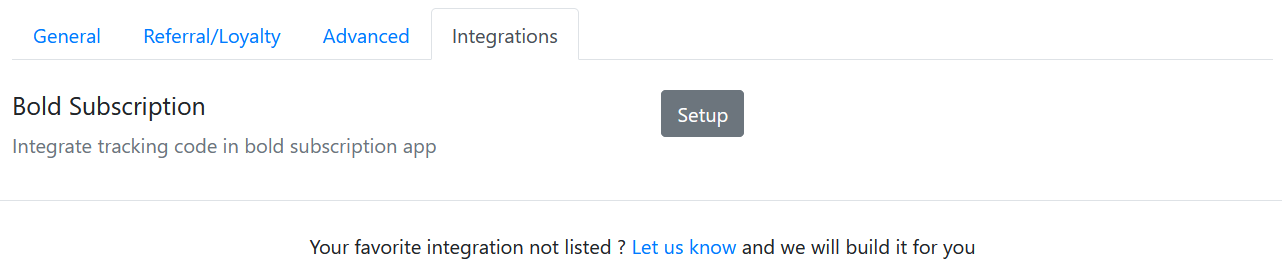 General Referral/Loyalty Advanced Integrations
Bold Subscription Setup
Integrate tracking code in bold subscription app
Your favorite integration not listed ? Let us know and we will build it for you